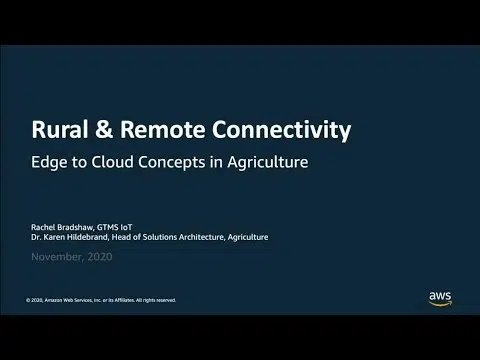 Rural & Remote Connectivity
Edge to Cloud Concepts in Agriculture
Rachel Bradshaw, GTMS IoT
Dr. Karen Hildebrand, Head of Solutions Architecture, Agriculture
November, 2020
© 2020, Amazon Web Services, Inc. or its Affiliates. All rights reserved.
aws